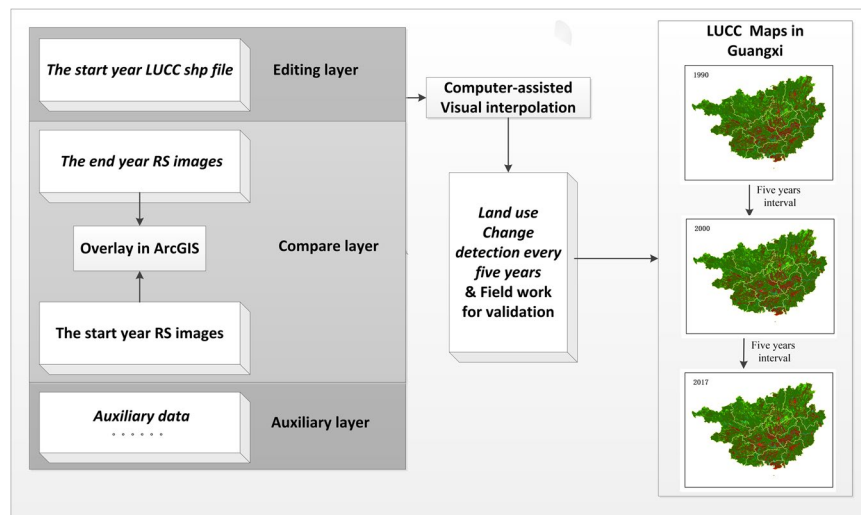 The start year LUCC shp file
Editing layer
The end year RS images
Overlay in ArcGIS
Compare layer
The start year RS images
Auxiliary data
Auxiliary layer
Computer-assisted
Visual interpolation
Land use
Change
detection every
five years
& Field work
for validation
LUCC Maps in
Guangxi
1990
Five years
interval
2000
Five years
interval
2017